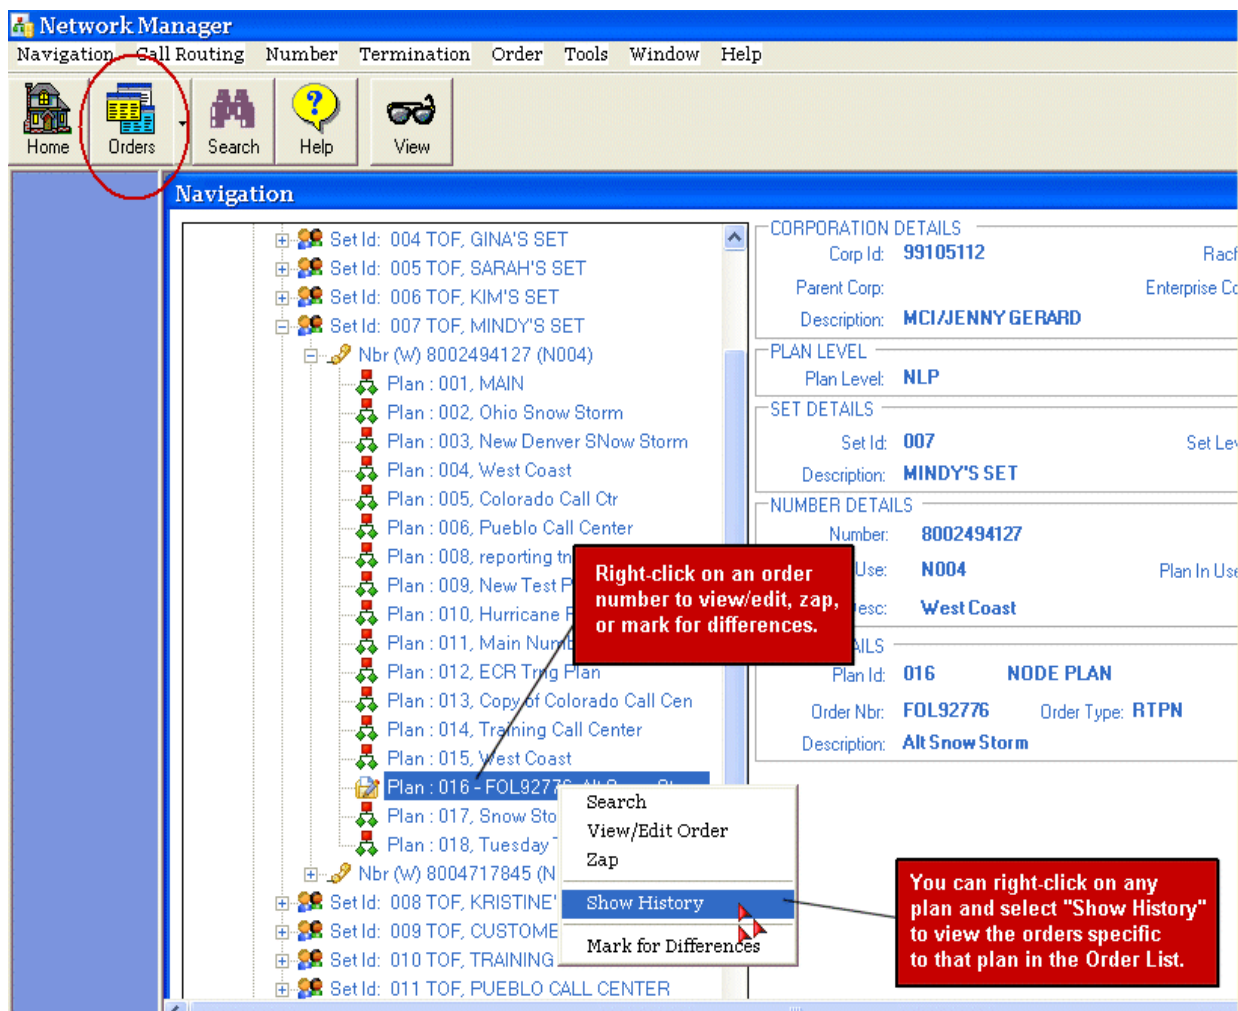 Network Manager
Navigation Call Routing Number Termination Order Tools Window Help
Home Orders Search Help View
Navigation
Set Id: 004 TOF, GINA'S SET
Set Id: 005 TOF, SARAH'S SET
Set Id: 006 TOF, KIM'S SET
Set Id: 007 TOF, MINDY'S SET
Nbr (W) 8002494127 (N004)
Plan : 001, MAIN
Plan : 002, Ohio Snow Storm
Plan : 003, New Denver SNow Storm
Plan : 004, West Coast
Plan : 005, Colorado Call Ctr
Plan : 006, Pueblo Call Center
Plan : 008, reporting
Plan : 009, New Test
Plan : 010, Hurricane
Plan : 011, Main
Plan : 012, ECR Trng Plan
Plan : 013, Copy of Colorado Call Cen
Plan : 014, Training Call Center
Plan : 015, West Coast
Plan : 016 - FOL92776
Plan : 017, Snow Sto
Plan : 018, Tuesday
Nbr (W) 8004717845 (N
Set Id: 008 TOF, KRISTINE'
Set Id: 009 TOF, CUSTOME
Set Id: 010 TOF, TRAINING
Set Id: 011 TOF, PUEBLO CALL CENTER
CORPORATION DETAILS
Corp Id: 99105112 Racf
Parent Corp: Enterprise Co
Description: MCI/JENNY GERARD
PLAN LEVEL
Plan Level: NLP
SET DETAILS
Set Id: 007 Set Lev
Description: MINDY'S SET
NUMBER DETAILS
Number: 8002494127
Use: N004 Plan In Use
Desc: West Coast
AILS
Plan Id: 016 NODE PLAN
Order Nbr: FOL92776 Order Type: RTPN
Description: Alt Snow Storm
Right-click on an order
number to view/edit, zap,
or mark for differences.
Search
View/Edit Order
Zap
Show History
Mark for Differences
You can right-click on any
plan and select "Show History"
to view the orders specific
to that plan in the Order List.